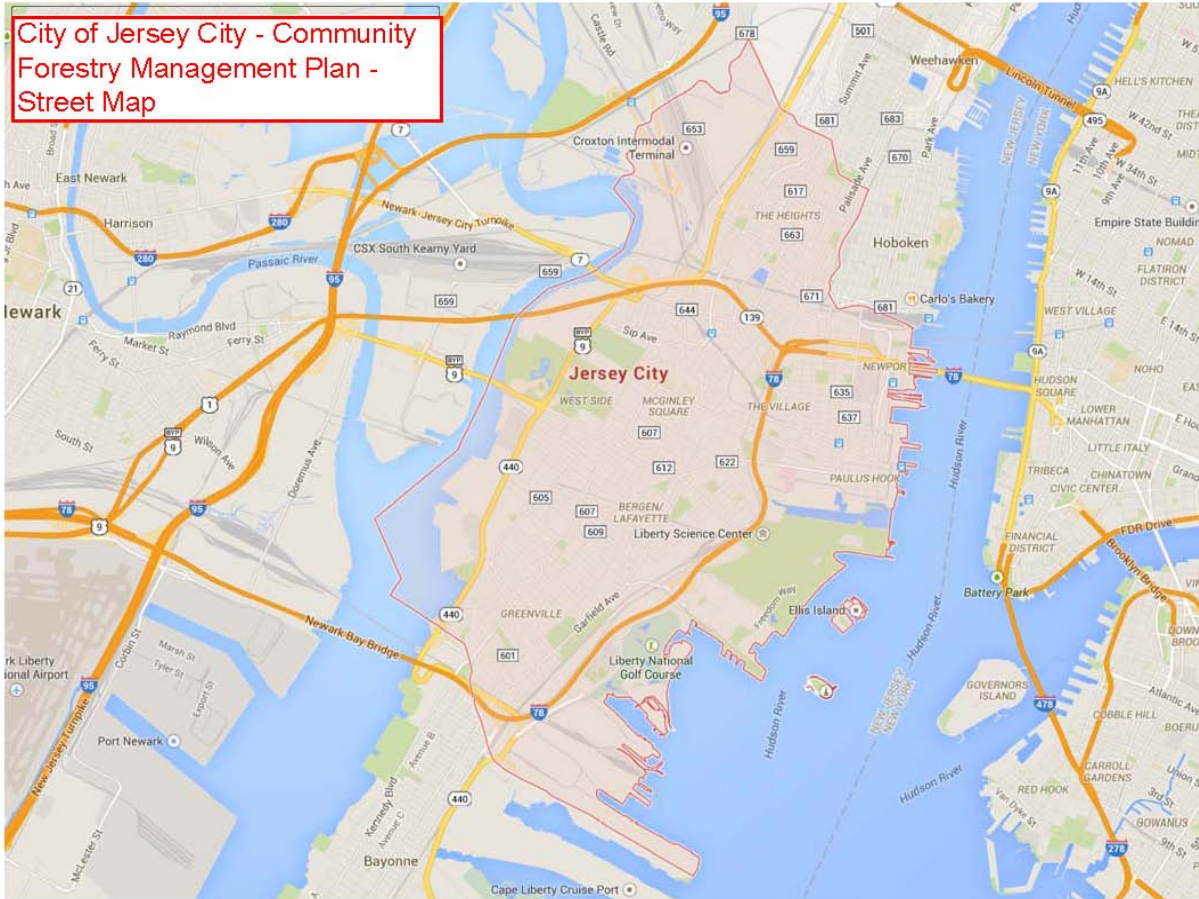 City of Jersey City - Community
Forestry Management Plan -
Street Map
95
678
501
Weehawken
Lincoln Tunnel
HELL'S KITCHEN
9A
495
W 42nd St
11th Ave
10th Ave
9th Ave
W 34th St
Castle Rd
Summit Ave
653
681
683
Park Ave
NEW JERSEY
NEW YORK
7
Croxton Intermodal
Terminal
659
670
East Newark
617
Palisade Ave
9A
Harrison
280
Newark-Jersey City Turnpike
THE HEIGHTS
Empire State Building
280
CSX South Kearny Yard
663
Hoboken
NOMAD
Passaic River
659
7
FLATIRON
DISTRICT
95
W 14th St
21
659
671
681
Carlo's Bakery
WEST VILLAGE
Newark
Raymond Blvd
644
139
E 14th St
Market St
Ferry St
Ferry St
BYP
9
Sip Ave
9A
NOHO
BYP
9
Jersey City
NEWPORT
78
78
HUDSON
SQUARE
1
WEST SIDE
MCGINLEY
SQUARE
THE VILLAGE
635
637
LOWER
MANHATTAN
BYP
9
South St
Wilson Ave
607
Hudson River
LITTLE ITALY
440
612
622
TRIBECA
CHINATOWN
CIVIC CENTER
Doremus Ave
PAULUS HOOK
605
607
BERGEN/
LAFAYETTE
78
95
9
609
Liberty Science Center
FINANCIAL
DISTRICT
FDR Drive
Brooklyn Bridge
Battery Park
440
GREENVILLE
Garfield Ave
Freedom Way
Ellis Island
Newark Bay Bridge
Hudson River
Corbin St
Marsh St
Tyler St
Export St
601
Liberty National
Golf Course
95
78
GOVERNORS
ISLAND
Atlantic Ave
New Jersey Turnpike
478
COBBLE HILL
Port Newark
Avenue B
Hudson River
NEW JERSEY
NEW YORK
Hudson River
CARROLL
GARDENS
440
Kennedy Blvd
Avenue C
RED HOOK
Van Dyke St
3rd St
GOWANUS
McLester St
9th St
278
Bayonne
Cape Liberty Cruise Port